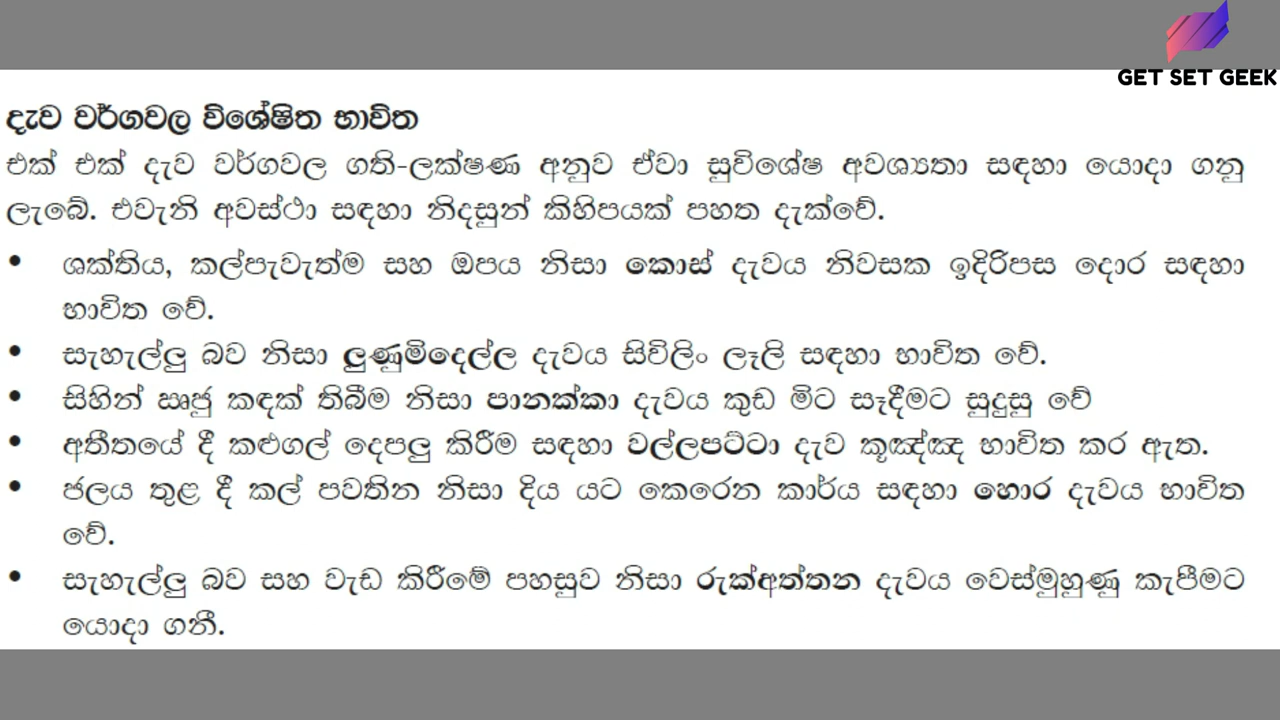 GET SET GEEK
දැව වර්ගවල විශේෂිත භාවිත
එක් එක් දැව වර්ගවල ගති-ලක්ෂණ අනුව ඒවා සුවිශේෂ අවශ්‍යතා සඳහා යොදා ගනු
ලැබේ. එවැනි අවස්ථා සඳහා නිදසුන් කිහිපයක් පහත දැක්වේ.
• ශක්තිය, කල්පැවැත්ම සහ ඔපය නිසා කොස් දැවය නිවසක ඉදිරිපස දොර සඳහා
භාවිත වේ.
• සැහැල්ලු බව නිසා ලුණුමිදෙල්ල දැවය සිවිලිං ලෑලි සඳහා භාවිත වේ.
• සිහින් ඍජු කඳක් තිබීම නිසා පානක්කා දැවය කුඩ මිට සෑදීමට සුදුසු වේ
• අතීතයේ දී කළුගල් දෙපලු කිරීම සඳහා වල්ලපට්ටා දැව කූඤ්ඤ භාවිත කර ඇත.
• ජලය තුළ දී කල් පවතින නිසා දිය යට කෙරෙන කාර්ය සඳහා හොර දැවය භාවිත
වේ.
• සැහැල්ලු බව සහ වැඩ කිරීමේ පහසුව නිසා රුක්අත්තන දැවය වෙස්මුහුණු කැපීමට
යොදා ගනී.